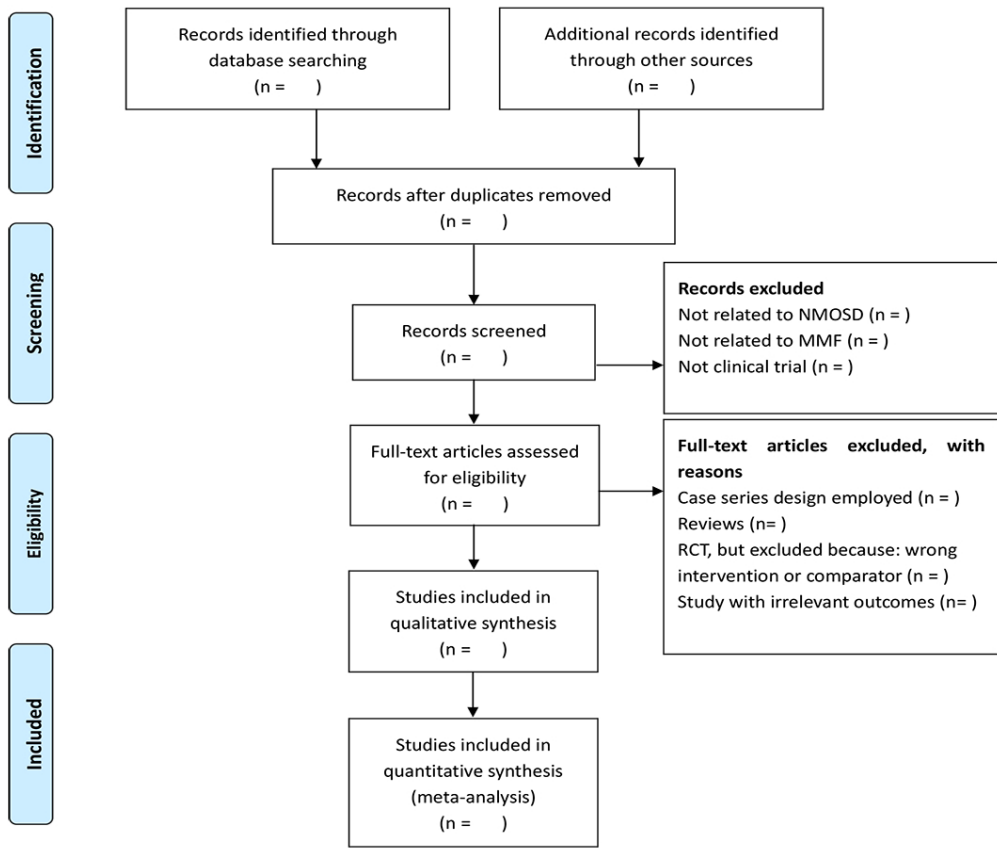 Identification
Records identified through
database searching
(n = )
Additional records identified
through other sources
(n = )
Records after duplicates removed
(n = )
Screening
Records screened
(n = )
Records excluded
Not related to NMOSD (n = )
Not related to MMF (n = )
Not clinical trial (n = )
Eligibility
Full-text articles assessed
for eligibility
(n = )
Full-text articles excluded, with
reasons
Case series design employed (n = )
Reviews (n= )
RCT, but excluded because: wrong
intervention or comparator (n = )
Study with irrelevant outcomes (n= )
Studies included in
qualitative synthesis
(n = )
Included
Studies included in
quantitative synthesis
(meta-analysis)
(n = )